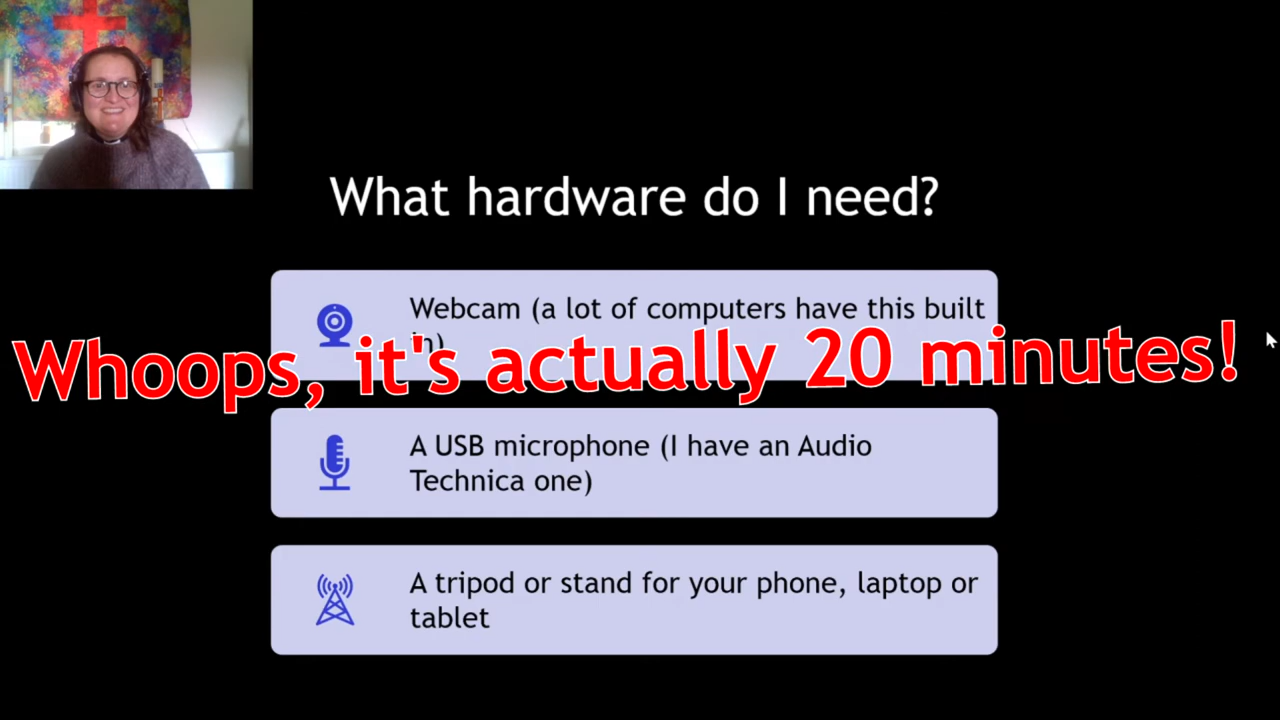 What hardware do I need?
Webcam (a lot of computers have this built
in)
Whoops, it's actually 20 minutes!
A USB microphone (I have an Audio
Technica one)
A tripod or stand for your phone, laptop or
tablet